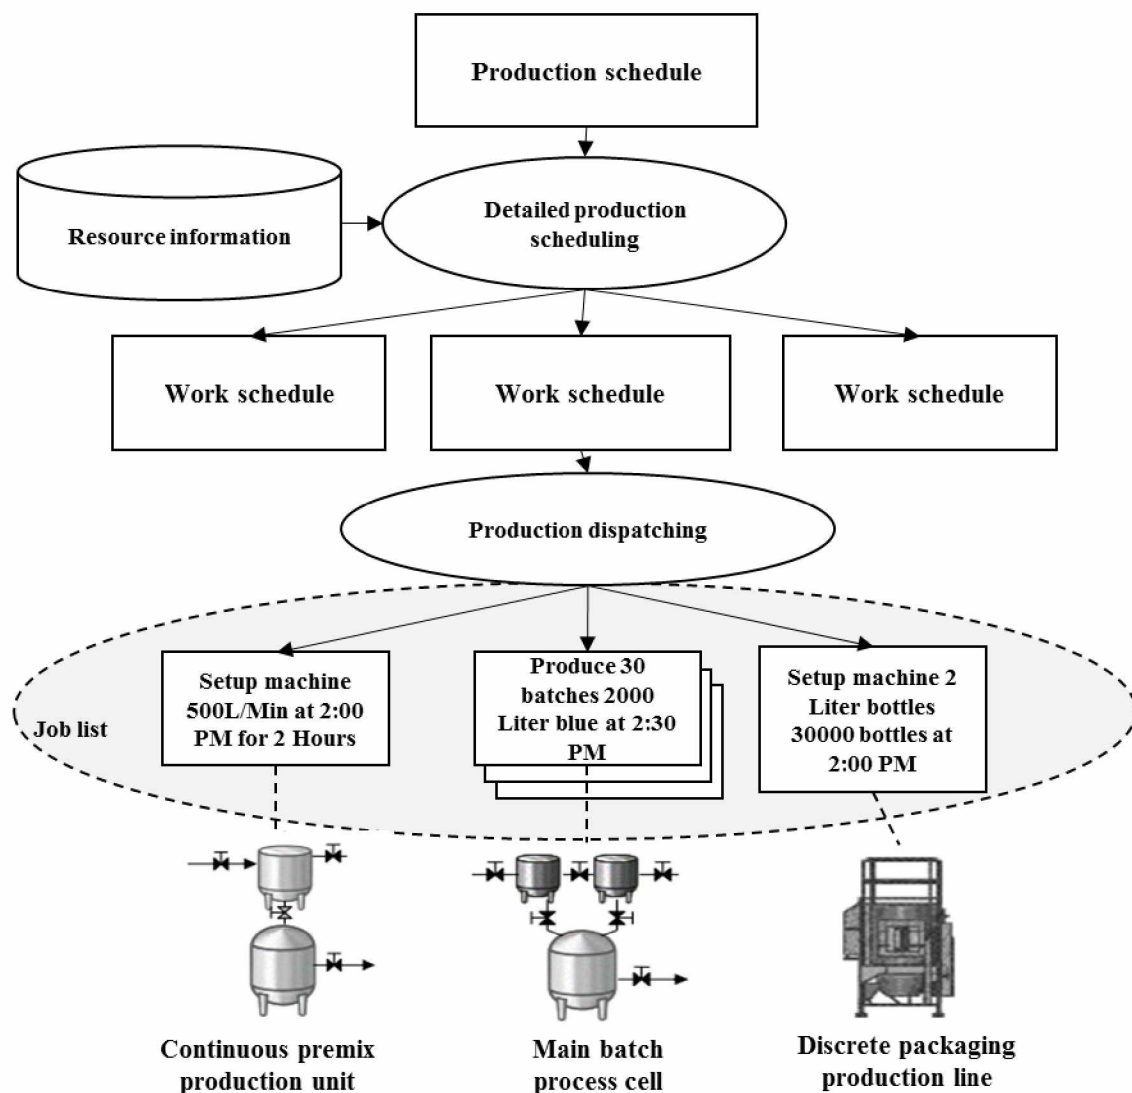 Production schedule
Resource information
Detailed production
scheduling
Work schedule
Work schedule
Work schedule
Production dispatching
Job list
Setup machine
500L/Min at 2:00
PM for 2 Hours
Produce 30
batches 2000
Liter blue at 2:30
PM
Setup machine 2
Liter bottles
30000 bottles at
2:00 PM
Continuous premix
production unit
Main batch
process cell
Discrete packaging
production line